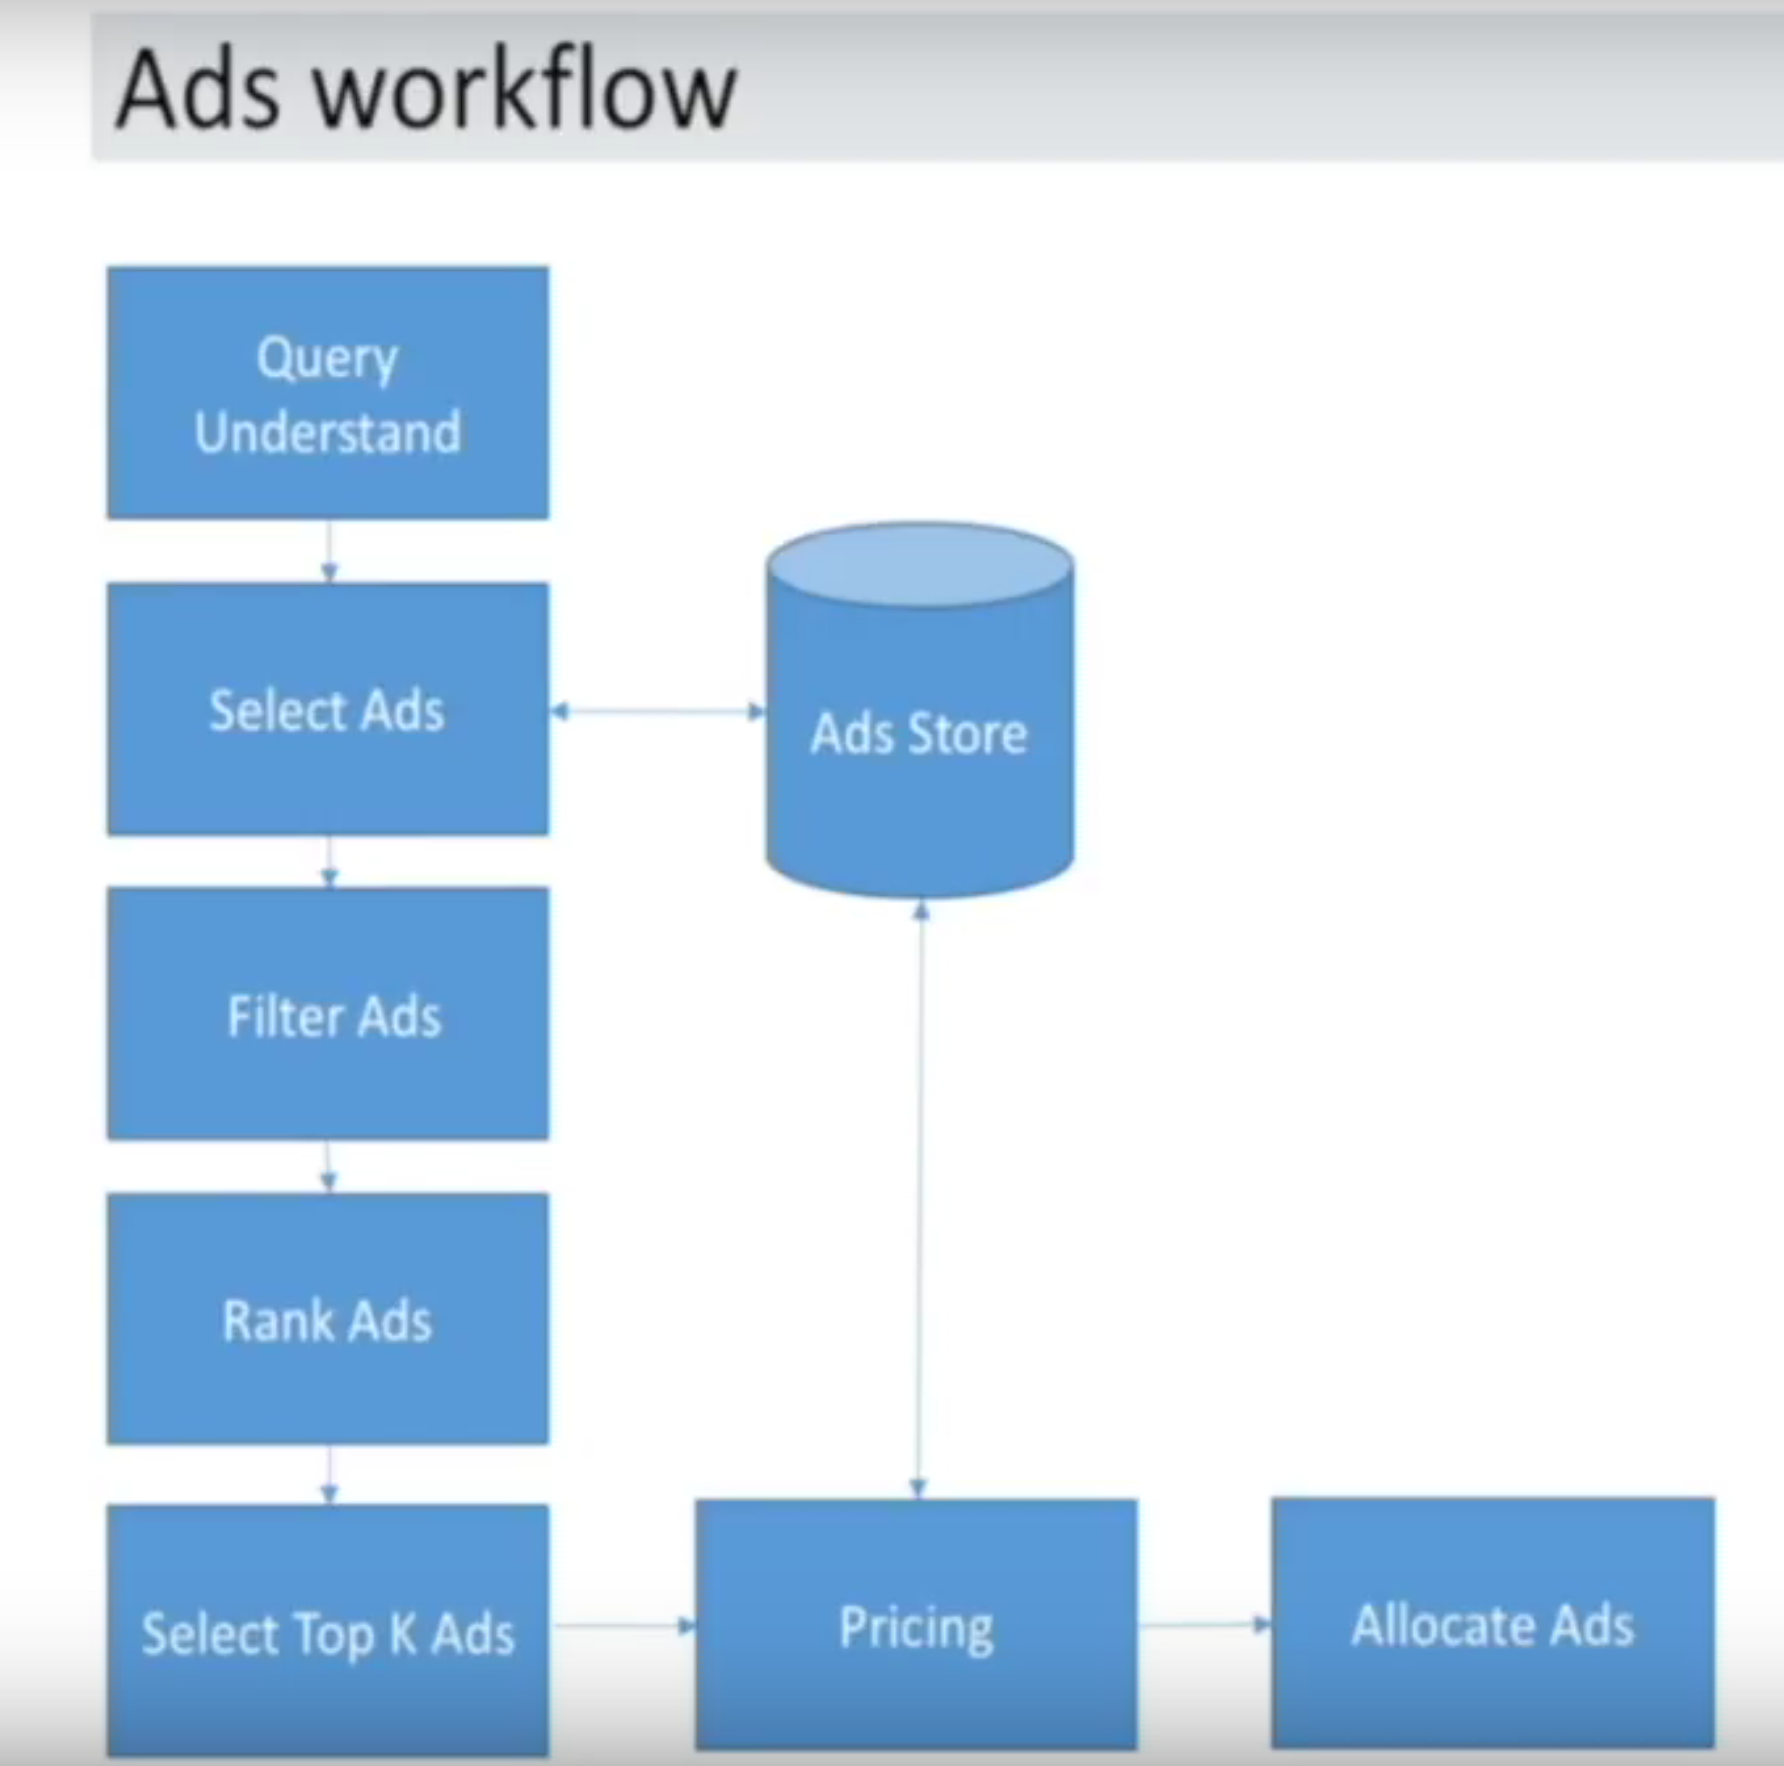 Ads workflow
Query
Understand
Select Ads
Ads Store
Filter Ads
Rank Ads
Select Top K Ads
Pricing
Allocate Ads